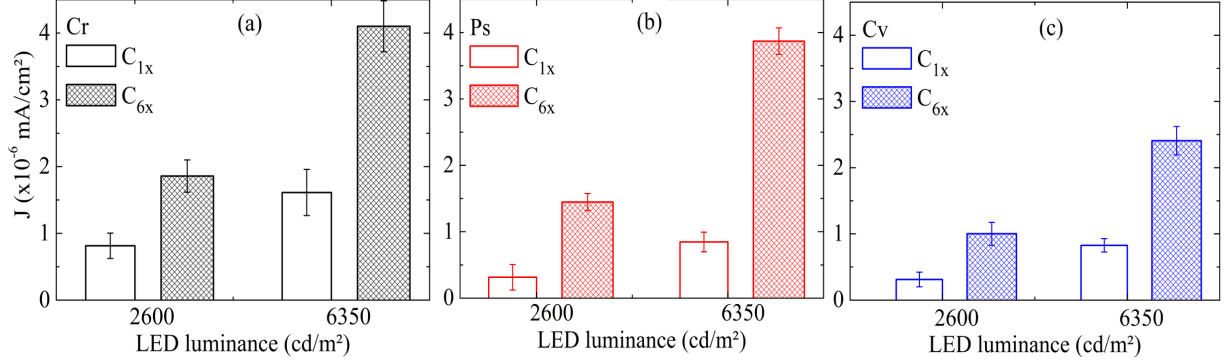 Cr
(a)
C1x
C6x
J (x10-6 mA/cm²)
4
3
2
1
0
2600
6350
LED luminance (cd/m²)
Ps
(b)
C1x
C6x
4
3
2
1
0
2600
6350
LED luminance (cd/m²)
Cv
(c)
C1x
C6x
4
3
2
1
0
2600
6350
LED luminance (cd/m²)